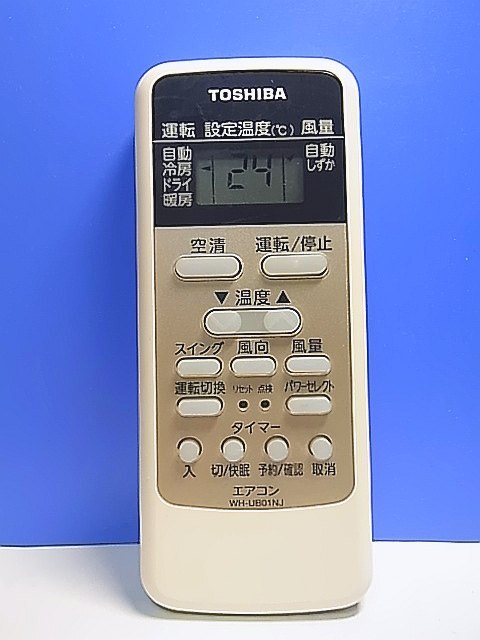 TOSHIBA
運転 設定温度(℃) 風量
自動
冷房
ドライ
暖房
24
自動
しずか
空清 運転/停止
▼ 温度 ▲
スイング 風向 風量
運転切換 リセット 点検 パワーセレクト
タイマー
入 切/快眠 予約/確認 取消
エアコン
WH-UB01NJ